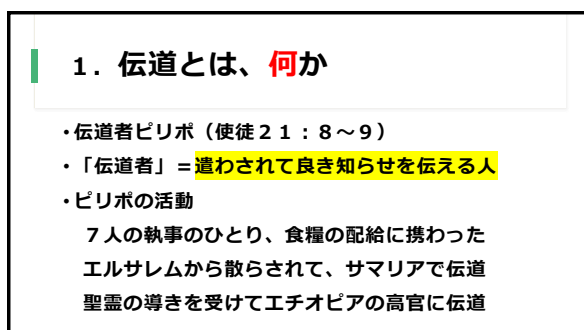 １．伝道とは、何か
・伝道者ピリポ（使徒２１：８～９）
・「伝道者」＝遣わされて良き知らせを伝える人
・ピリポの活動
７人の執事のひとり、食糧の配給に携わった
エルサレムから散らされて、サマリアで伝道
聖霊の導きを受けてエチオピアの高官に伝道